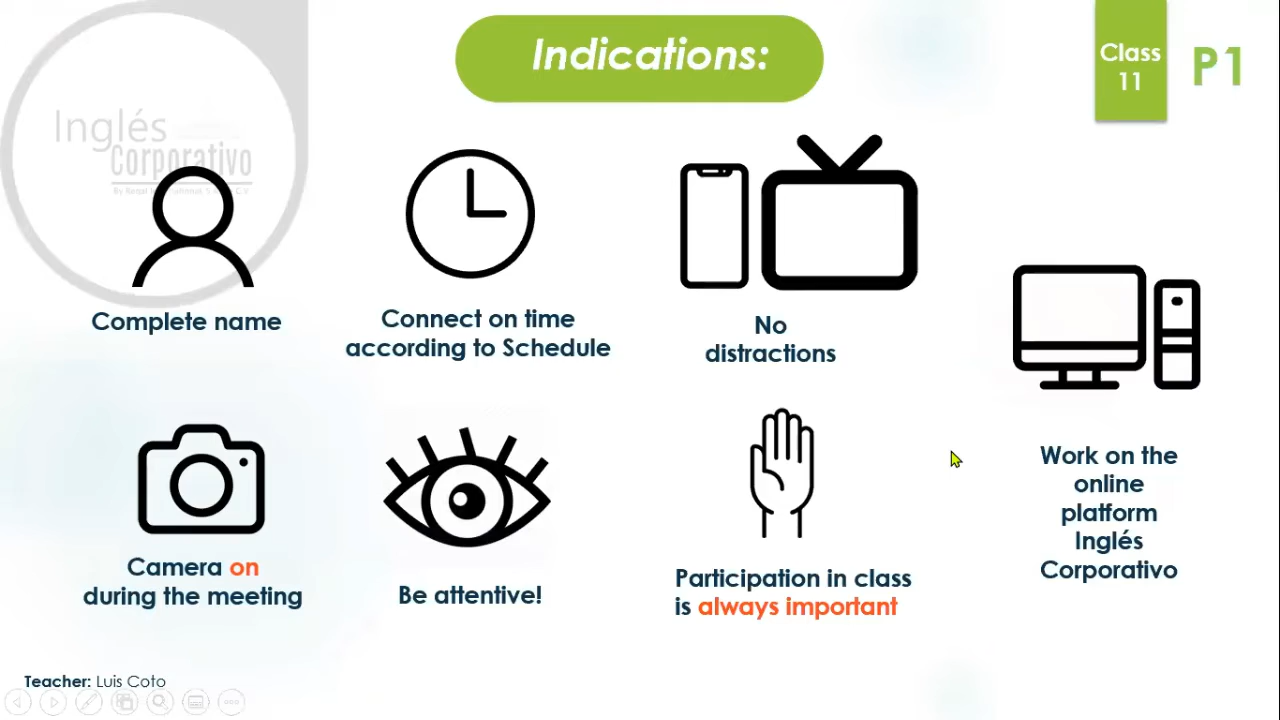 Indications:
Class
11
P1
Inglés
Corporativo
Complete name
Connect on time
according to Schedule
No
distractions
Camera on
during the meeting
Be attentive!
Participation in class
is always important
Work on the
online
platform
Inglés
Corporativo
Teacher: Luis Coto